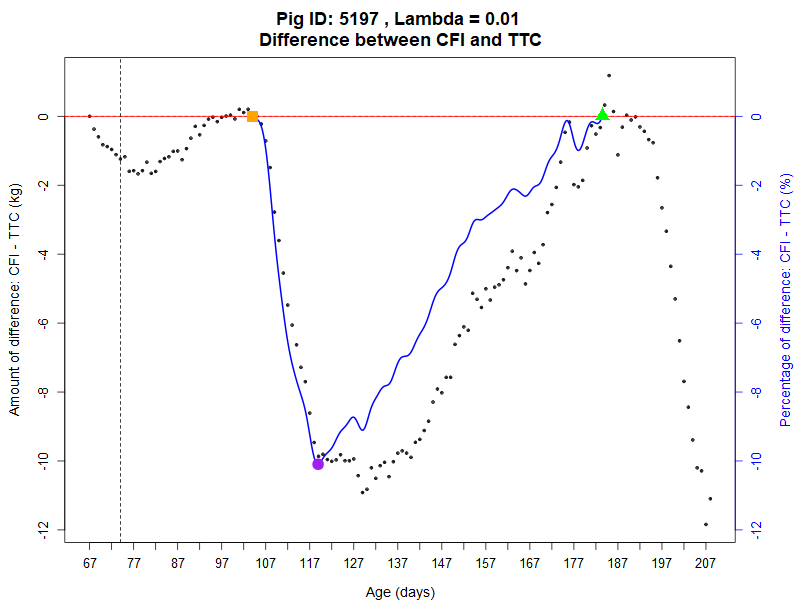 Pig ID: 5197 , Lambda = 0.01
Difference between CFI and TTC
Amount of difference: CFI - TTC (kg)
0
-2
-4
-6
-8
-10
-12
0
-2
-4
-6
-8
-10
-12
Percentage of difference: CFI - TTC (%)
67 77 87 97 107 117 127 137 147 157 167 177 187 197 207
Age (days)